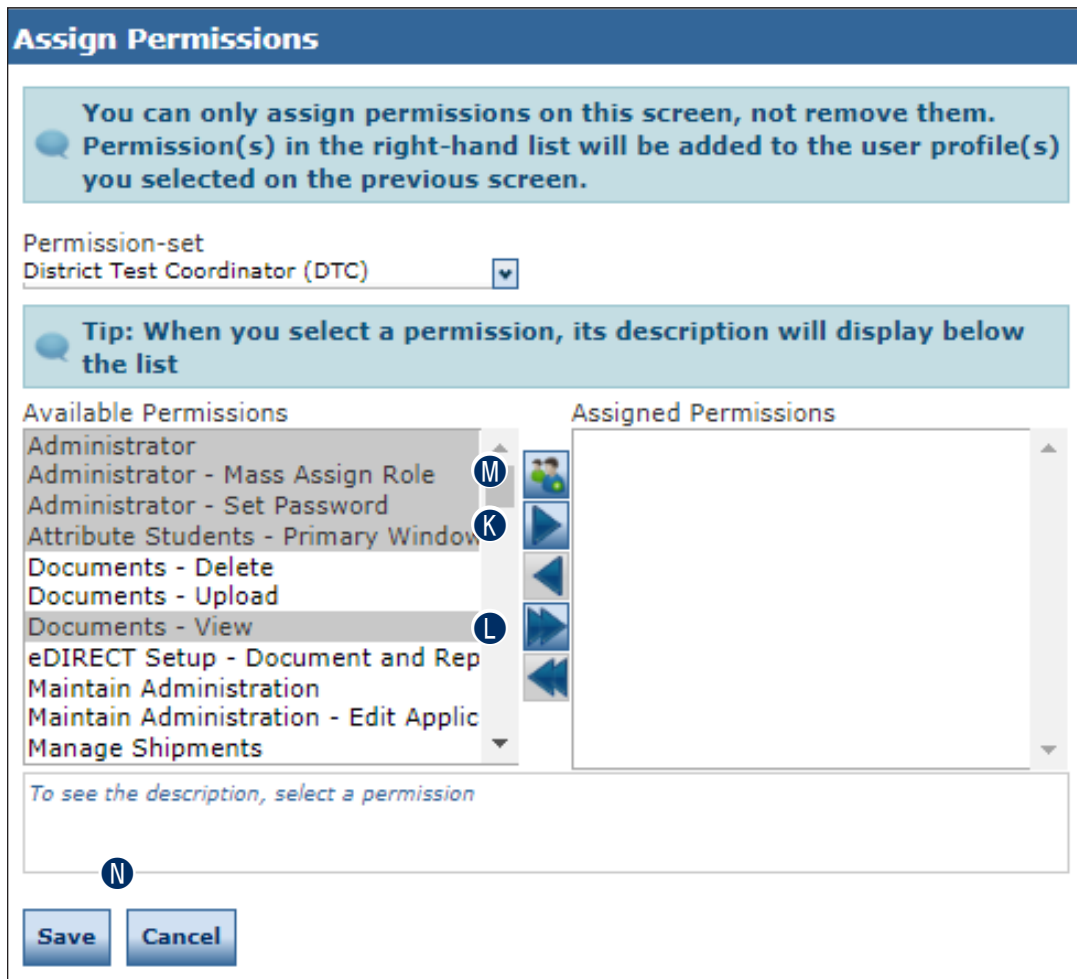 Assign Permissions
You can only assign permissions on this screen, not remove them.
Permission(s) in the right-hand list will be added to the user profile(s)
you selected on the previous screen.
Permission-set
District Test Coordinator (DTC)
Tip: When you select a permission, its description will display below
the list
Available Permissions
Administrator
Administrator - Mass Assign Role
Administrator - Set Password
Attribute Students - Primary Window
Documents - Delete
Documents - Upload
Documents - View
eDIRECT Setup - Document and Rep
Maintain Administration
Maintain Administration - Edit Applic
Manage Shipments
M
K
L
Assigned Permissions
To see the description, select a permission
N
Save
Cancel